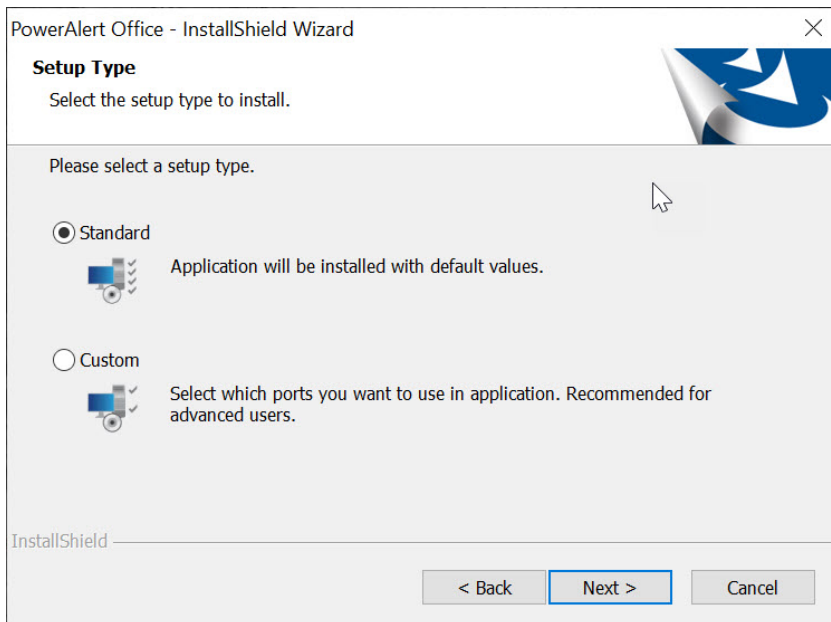 PowerAlert Office - InstallShield Wizard
Setup Type
Select the setup type to install.
Please select a setup type.
Standard
Application will be installed with default values.
Custom
Select which ports you want to use in application. Recommended for
advanced users.
InstallShield
< Back
Next >
Cancel